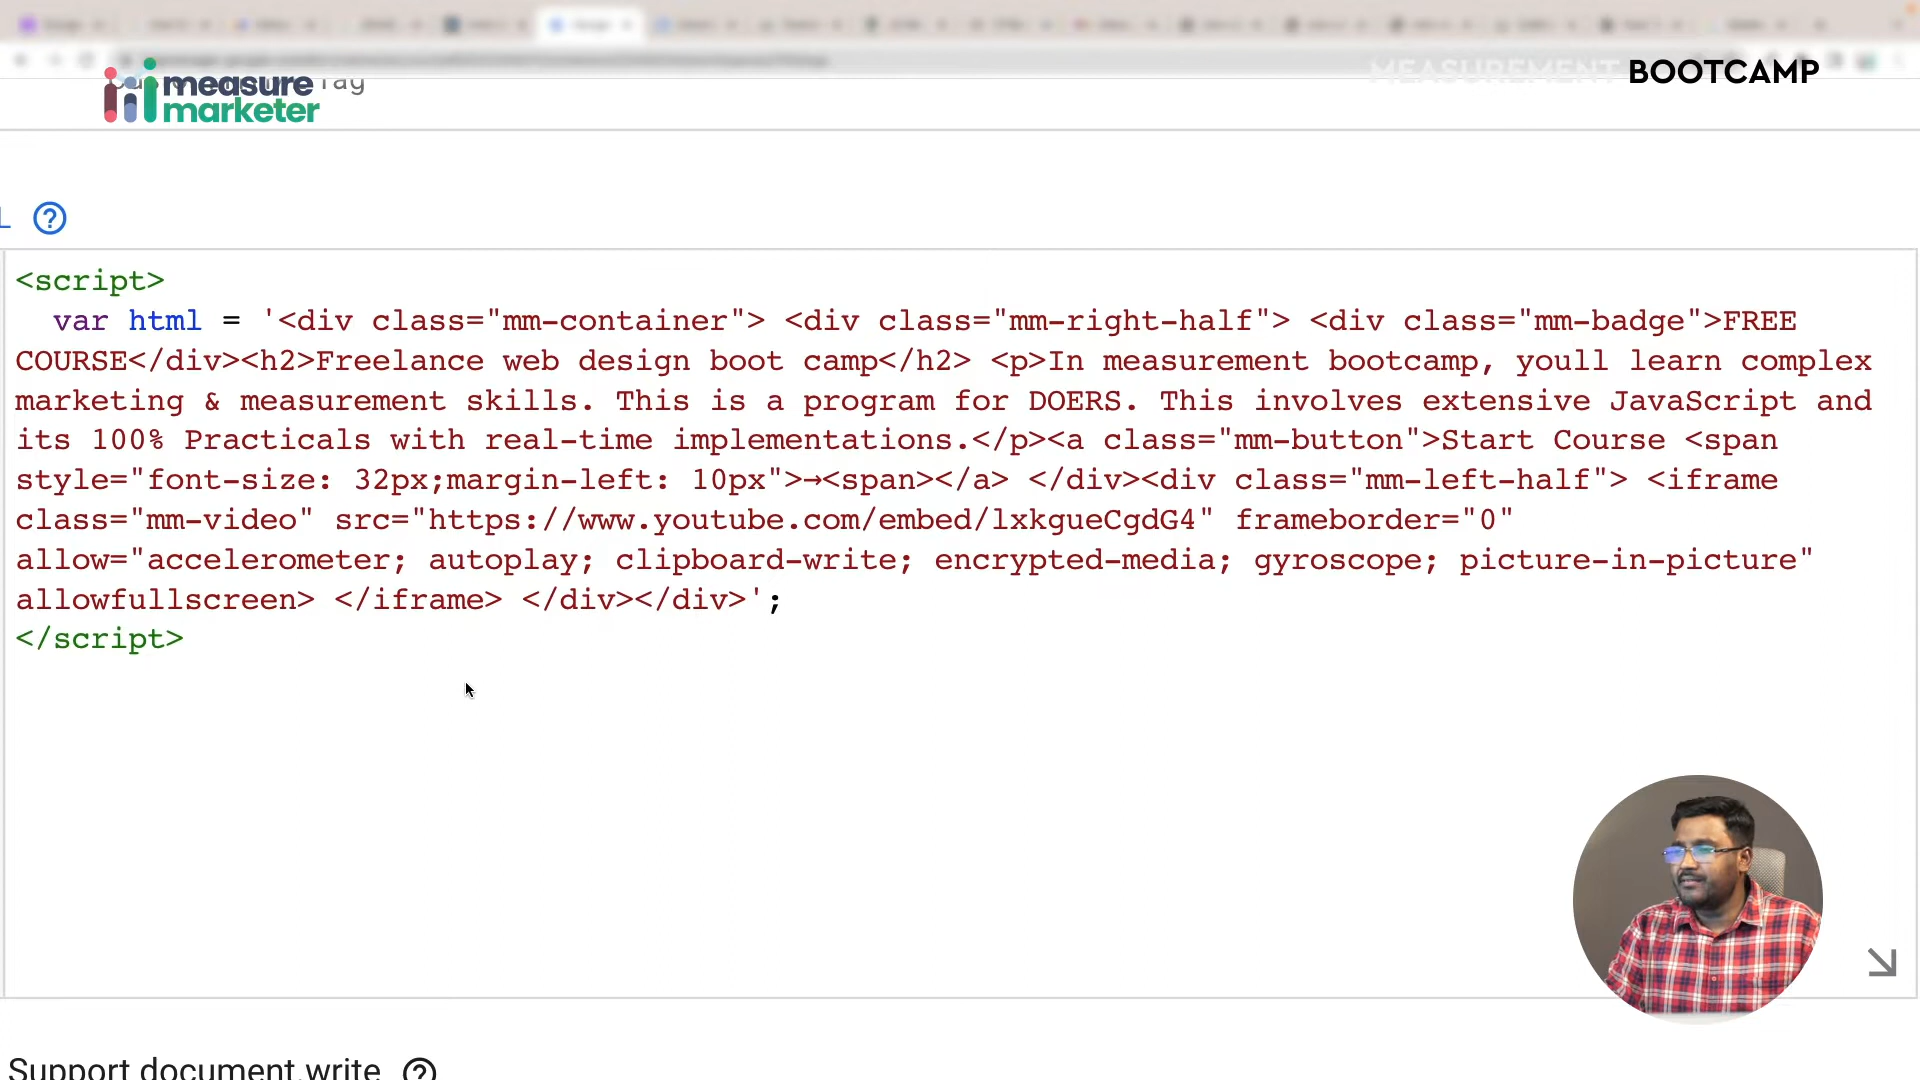 measure
marketer
MEASUREMENT BOOTCAMP
<script>
var html = '<div class="mm-container"> <div class="mm-right-half"> <div class="mm-badge">FREE
COURSE</div><h2>Freelance web design boot camp</h2> <p>In measurement bootcamp, youll learn complex
marketing & measurement skills. This is a program for DOERS. This involves extensive JavaScript and
its 100% Practicals with real-time implementations.</p><a class="mm-button">Start Course <span
style="font-size: 32px;margin-left: 10px">→<span></a> </div><div class="mm-left-half"> <iframe
class="mm-video" src="https://www.youtube.com/embed/lxkgueCgdG4" frameborder="0"
allow="accelerometer; autoplay; clipboard-write; encrypted-media; gyroscope; picture-in-picture"
allowfullscreen> </iframe> </div></div>';
</script>
Support document.write